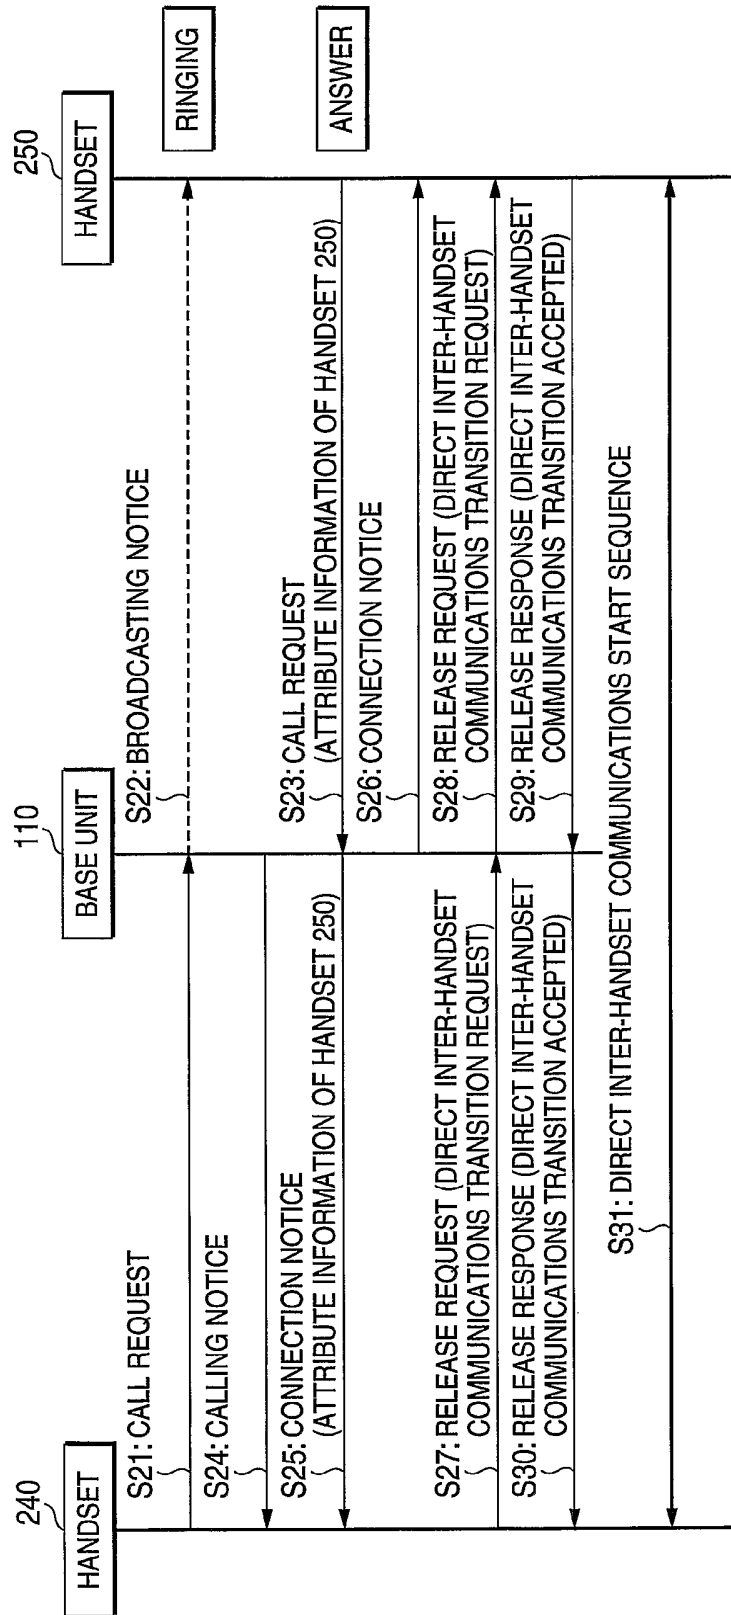 240
HANDSET
110
BASE UNIT
250
HANDSET
S21: CALL REQUEST
S22: BROADCASTING NOTICE
RINGING
S24: CALLING NOTICE
S25: CONNECTION NOTICE
(ATTRIBUTE INFORMATION OF HANDSET 250)
S23: CALL REQUEST
(ATTRIBUTE INFORMATION OF HANDSET 250)
ANSWER
S26: CONNECTION NOTICE
S27: RELEASE REQUEST (DIRECT INTER-HANDSET
COMMUNICATIONS TRANSITION REQUEST)
S28: RELEASE REQUEST (DIRECT INTER-HANDSET
COMMUNICATIONS TRANSITION REQUEST)
S30: RELEASE RESPONSE (DIRECT INTER-HANDSET
COMMUNICATIONS TRANSITION ACCEPTED)
S29: RELEASE RESPONSE (DIRECT INTER-HANDSET
COMMUNICATIONS TRANSITION ACCEPTED)
S31: DIRECT INTER-HANDSET COMMUNICATIONS START SEQUENCE